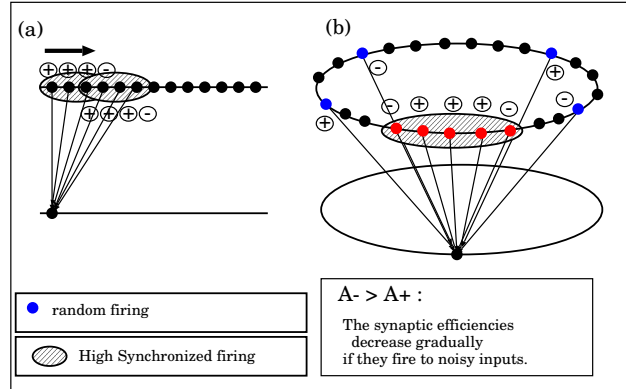 (a)
(b)
+ + + -
+ + + -
- + + + -
+ - + -
random firing
High Synchronized firing
A- > A+ :
The synaptic efficiencies
decrease gradually
if they fire to noisy inputs.